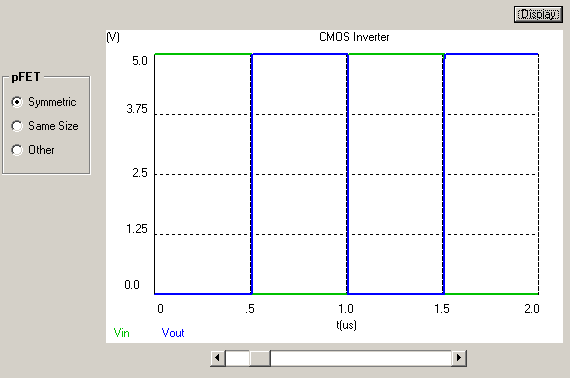 Display
(V) CMOS Inverter
pFET
Symmetric
Same Size
Other
5.0
3.75
2.5
1.25
0.0
0 .5 1.0 1.5 2.0
t(us)
Vin Vout